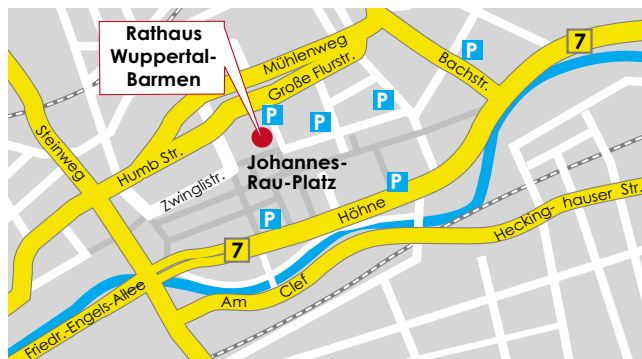 Rathaus
Wuppertal-
Barmen
7
P
Mühlenweg
Bachstr.
Große Flurstr.
P
P
P
Steinweg
Humb Str.
Johannes-
Rau-Platz
Zwinglistr.
P
P
Höhne
Hecking- hauser Str.
7
Clef
Am
Friedr.-Engels-Allee